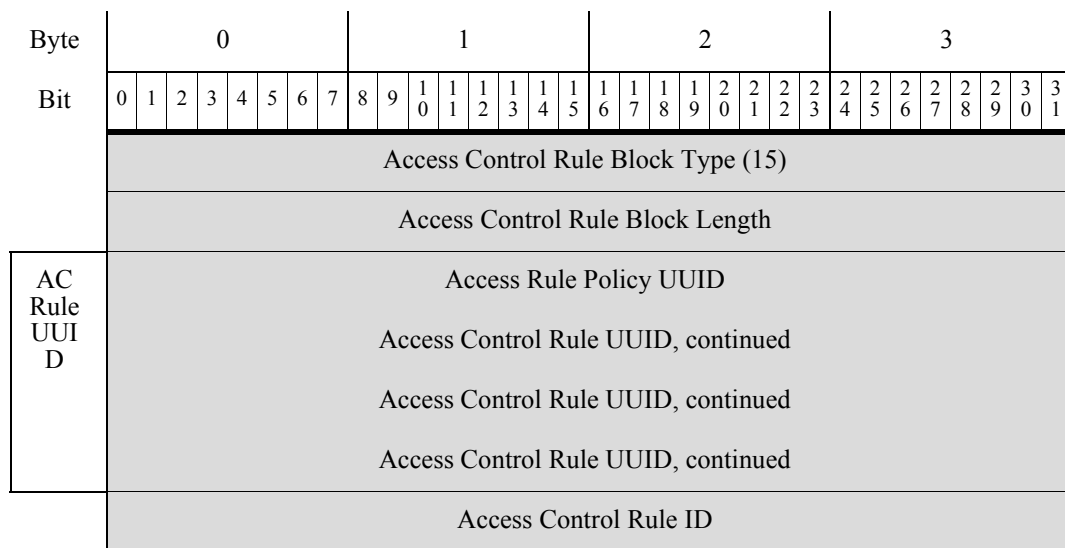 Byte 0 1 2 3
Bit 0 1 2 3 4 5 6 7 8 9 10 11 12 13 14 15 16 17 18 19 20 21 22 23 24 25 26 27 28 29 30 31
Access Control Rule Block Type (15)
Access Control Rule Block Length
AC
Rule
UUI
D
Access Rule Policy UUID
Access Control Rule UUID, continued
Access Control Rule UUID, continued
Access Control Rule UUID, continued
Access Control Rule ID